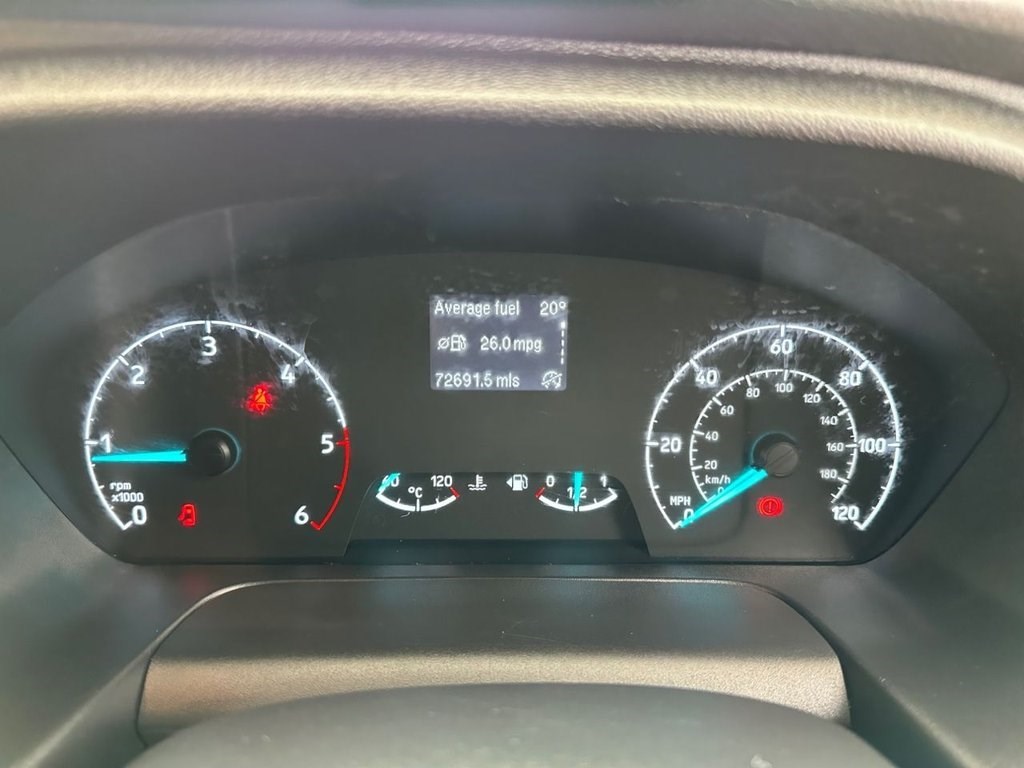 Average fuel 20°
⌀ 26.0 mpg
72691.5 mls
0 1 2 3 4 5 6
rpm
x1000
60 120
°C
0 1/2 1
0 20 40 60 80 100 120
MPH
0 20 40 60 80 100 120 140 160 180
km/h